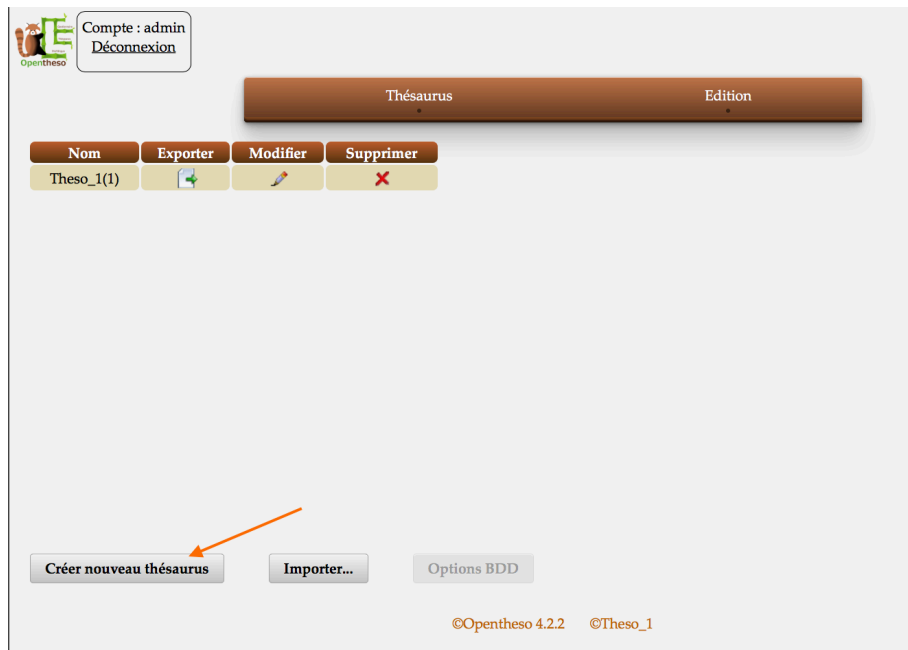 Compte : admin
Déconnexion
Opentheso
Thésaurus Edition
Nom Exporter Modifier Supprimer
Theso_1(1)
Créer nouveau thésaurus Importer... Options BDD
©Opentheso 4.2.2 ©Theso_1